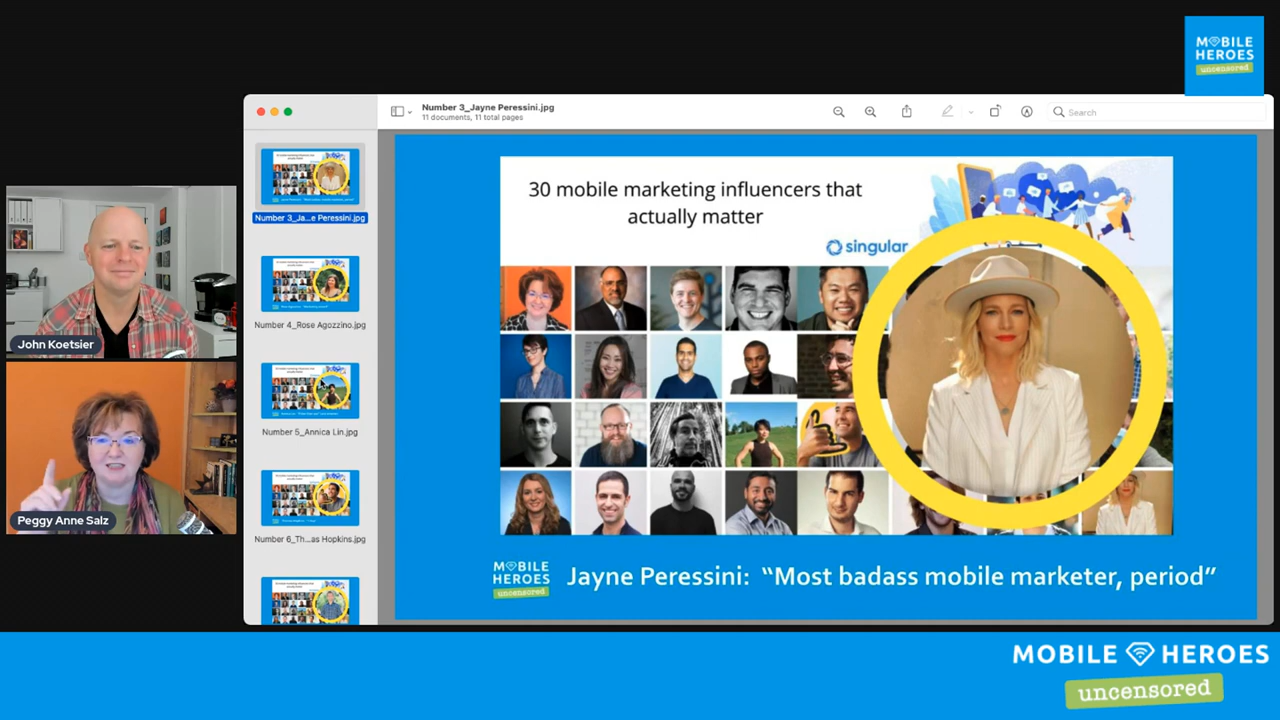 MOBILE
HEROES
uncensored
Number 3_Jayne Peressini.jpg
11 documents, 11 total pages
Search
Number 3_Ja...e Peressini.jpg
Number 4_Rose Agozzino.jpg
Number 5_Annica Lin.jpg
Number 6_Th...as Hopkins.jpg
30 mobile marketing influencers that
actually matter
singular
John Koetsier
Peggy Anne Salz
MOBILE
HEROES
uncensored
Jayne Peressini: “Most badass mobile marketer, period”
MOBILE HEROES
uncensored